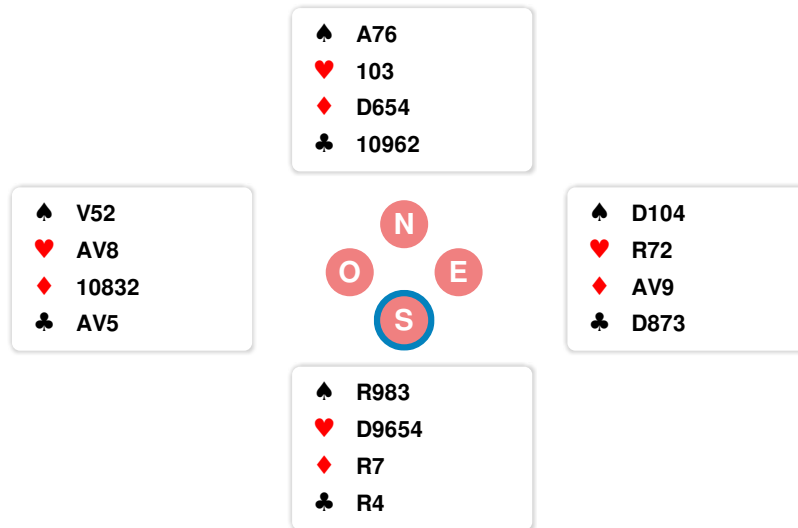 ♠ A76
♥ 103
♦ D654
♣ 10962
♠ V52
♥ AV8
♦ 10832
♣ AV5
N
O
E
S
♠ D104
♥ R72
♦ AV9
♣ D873
♠ R983
♥ D9654
♦ R7
♣ R4